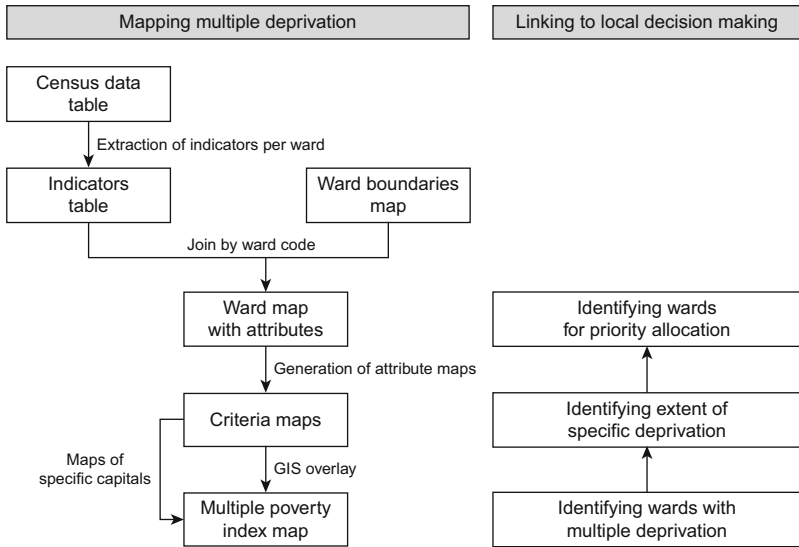 Mapping multiple deprivation
Linking to local decision making
Census data
table
Extraction of indicators per ward
Indicators
table
Ward boundaries
map
Join by ward code
Ward map
with attributes
Generation of attribute maps
Criteria maps
Maps of
specific capitals
GIS overlay
Multiple poverty
index map
Identifying wards
for priority allocation
Identifying extent of
specific deprivation
Identifying wards with
multiple deprivation